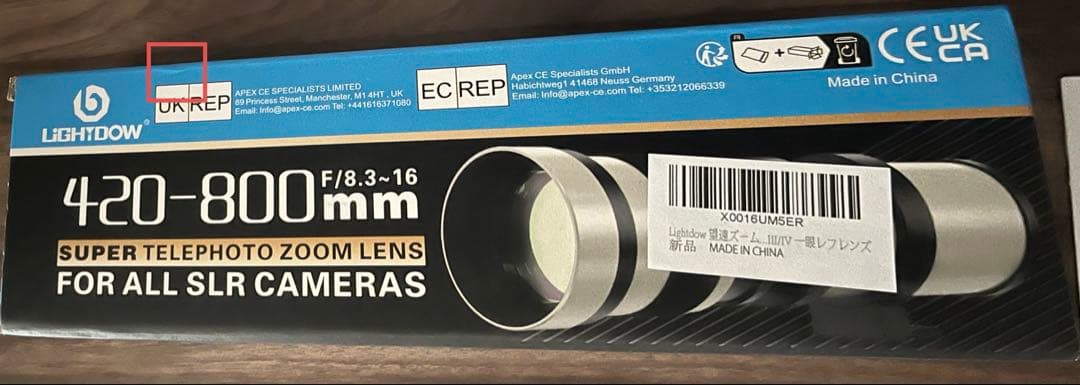 LIGHTDOW®
UK REP
APEX CE SPECIALISTS LIMITED
89 Princess Street, Manchester, M1 4HT , UK
Email: Info@apex-ce.com Tel: +441616371080
EC REP
Apex CE Specialists GmbH
Habichtweg1 41468 Neuss Germany
Email: Info@apex-ce.com Tel: +353212066339
FR
+
CE UK CA
Made in China
420-800mm
F/8.3~16
SUPER TELEPHOTO ZOOM LENS
FOR ALL SLR CAMERAS
X0016UM5ER
Lightdow 望遠ズーム...III/IV 一眼レフレンズ
新品 MADE IN CHINA